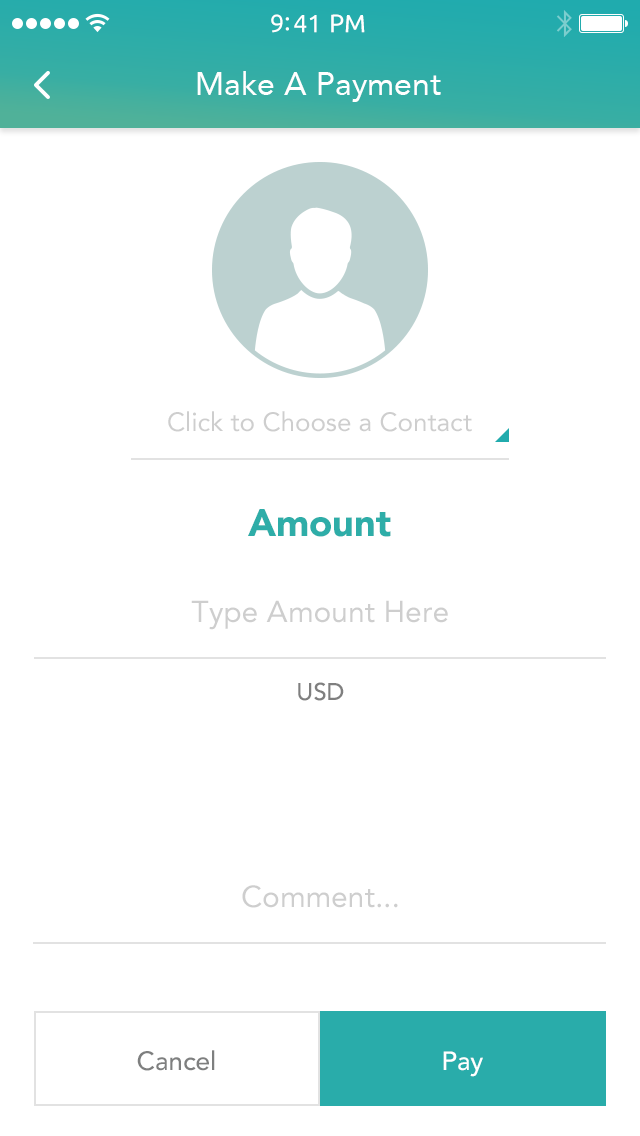 9:41 PM
Make A Payment
Click to Choose a Contact
Amount
Type Amount Here
USD
Comment...
Cancel
Pay